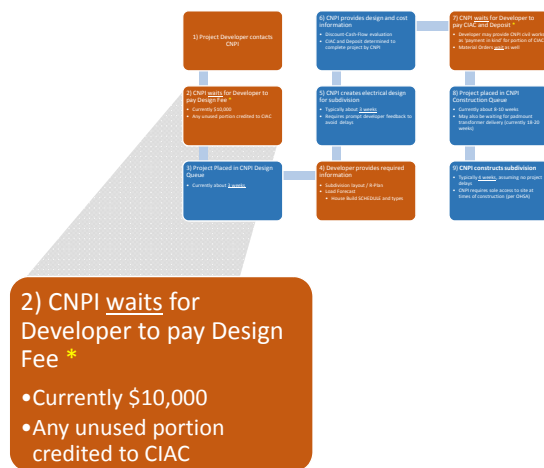 1) Project Developer contacts
CNPI
2) CNPI waits for
Developer to
pay Design Fee *
• Currently $10,000
• Any unused portion credited to CIAC
3) Project Placed in CNPI Design
Queue
• Currently about 2 weeks
6) CNPI provides design and cost
information
• Discount-Cash-Flow evaluation
• CIAC and Deposit determined to
complete project by CNPI
5) CNPI creates electrical design
for subdivision
• Typically about 3 weeks
• Requires prompt developer feedback to
avoid delays
4) Developer provides required
information
• Subdivision layout / R-Plan
• Load Forecast
• House Build SCHEDULE and types
7) CNPI waits for Developer to
pay CIAC and Deposit *
• Developer may provide CNPI civil works
as 'payment in kind' for portion of CIAC
• Material Orders wait as well
8) Project placed in CNPI
Construction Queue
• Currently about 8-10 weeks
• May also be waiting for padmount
transformer delivery (currently 18-20
weeks)
9) CNPI constructs subdivision
• Typically 4 weeks, assuming no project
delays
• CNPI requires sole access to site at
times of construction (per OHSA)
2) CNPI waits for
Developer to pay Design
Fee *
•Currently $10,000
•Any unused portion
credited to CIAC